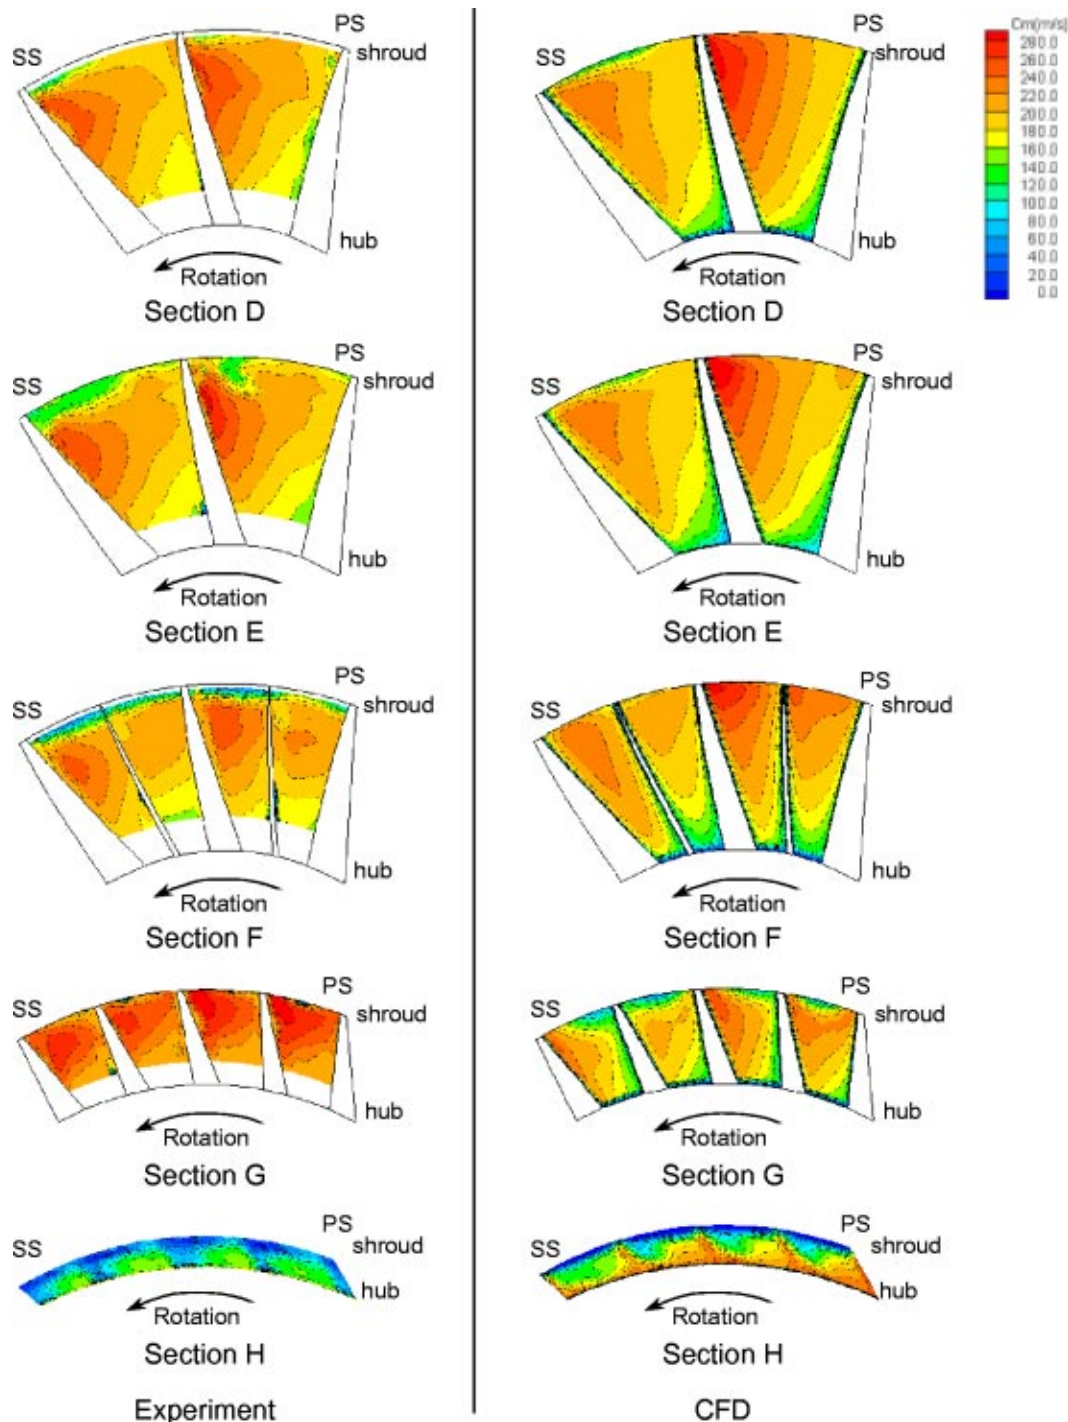 PS
SS
shroud
hub
Rotation
Section D
PS
SS
shroud
hub
Rotation
Section D
Cm(m/s)
280.0
260.0
240.0
220.0
200.0
180.0
160.0
140.0
120.0
100.0
80.0
60.0
40.0
20.0
0.0
PS
SS
shroud
hub
Rotation
Section E
PS
SS
shroud
hub
Rotation
Section E
PS
SS
shroud
hub
Rotation
Section F
PS
SS
shroud
hub
Rotation
Section F
PS
SS
shroud
hub
Rotation
Section G
PS
SS
shroud
hub
Rotation
Section G
PS
SS
shroud
hub
Rotation
Section H
PS
SS
shroud
hub
Rotation
Section H
Experiment
CFD